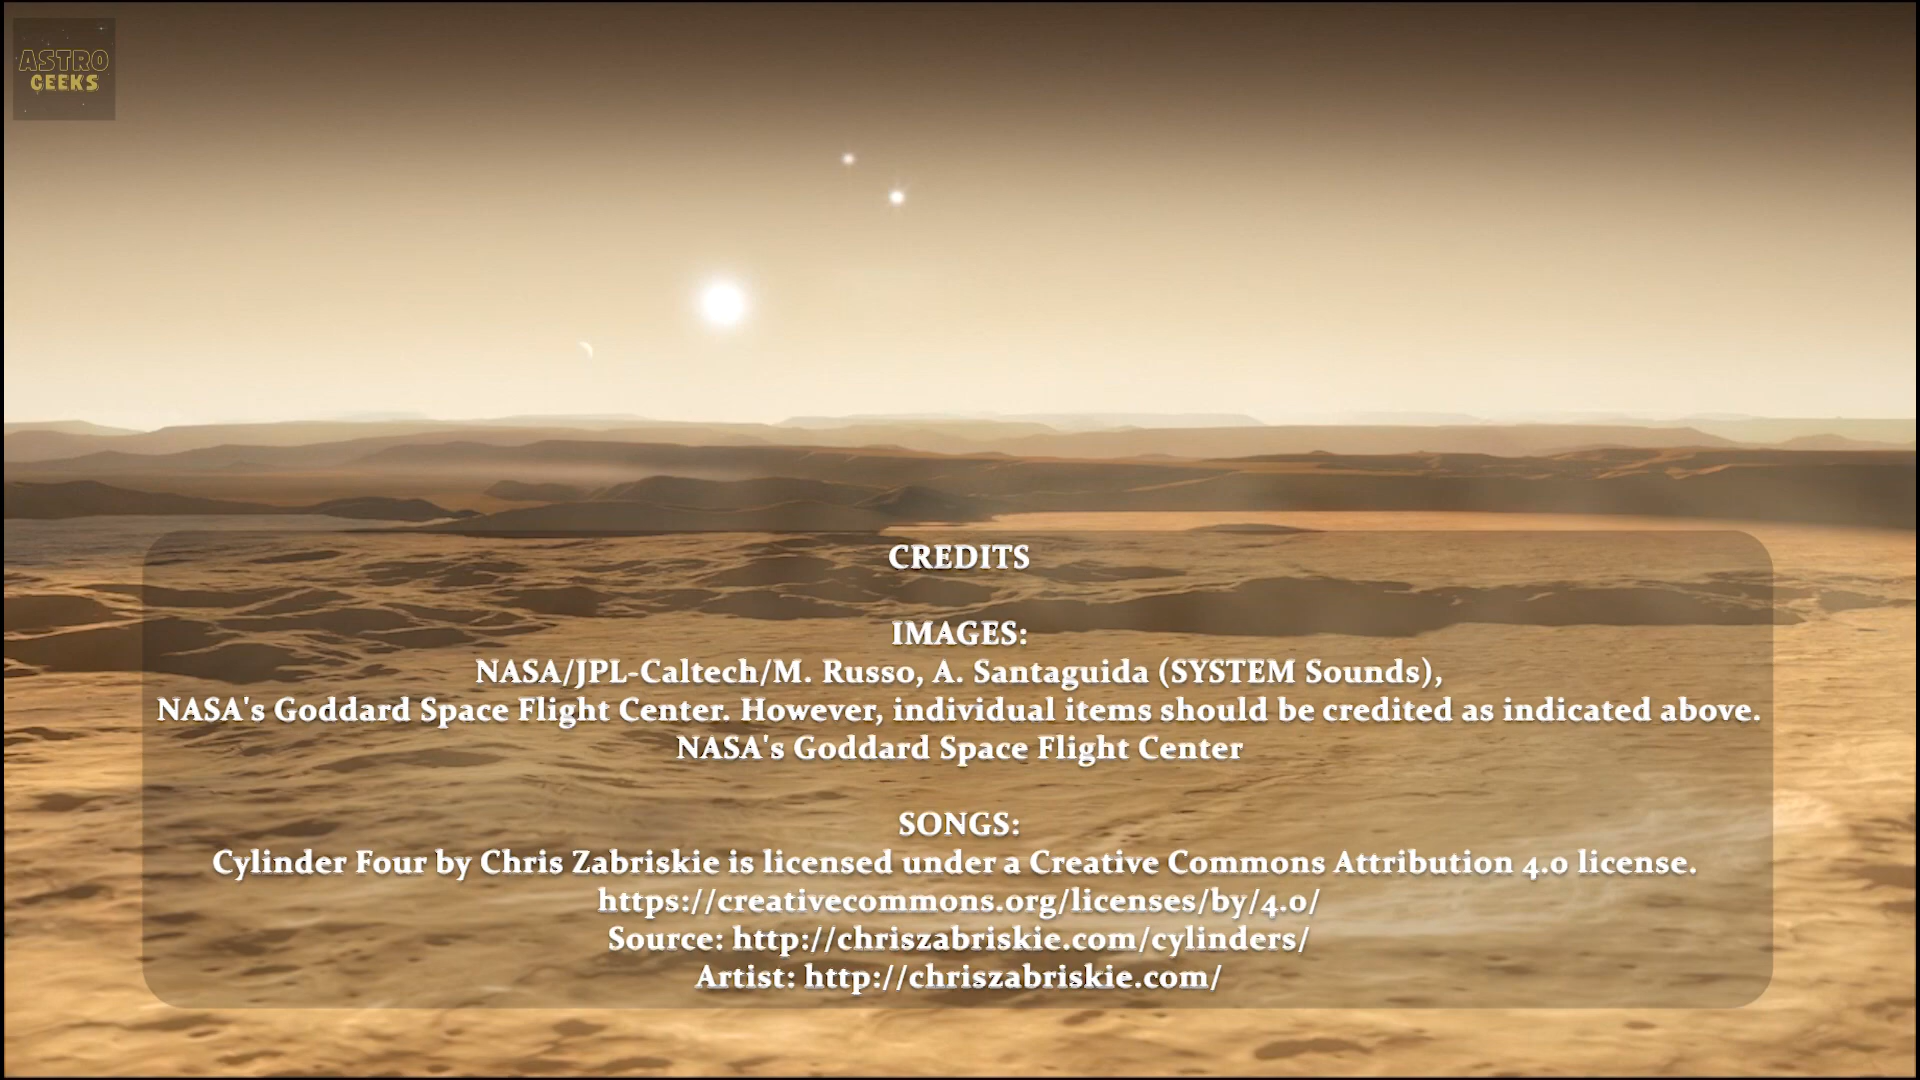 ASTRO
GEEKS
CREDITS
IMAGES:
NASA/JPL-Caltech/M. Russo, A. Santaguida (SYSTEM Sounds),
NASA's Goddard Space Flight Center. However, individual items should be credited as indicated above.
NASA's Goddard Space Flight Center
SONGS:
Cylinder Four by Chris Zabriskie is licensed under a Creative Commons Attribution 4.0 license.
https://creativecommons.org/licenses/by/4.0/
Source: http://chriszabriskie.com/cylinders/
Artist: http://chriszabriskie.com/